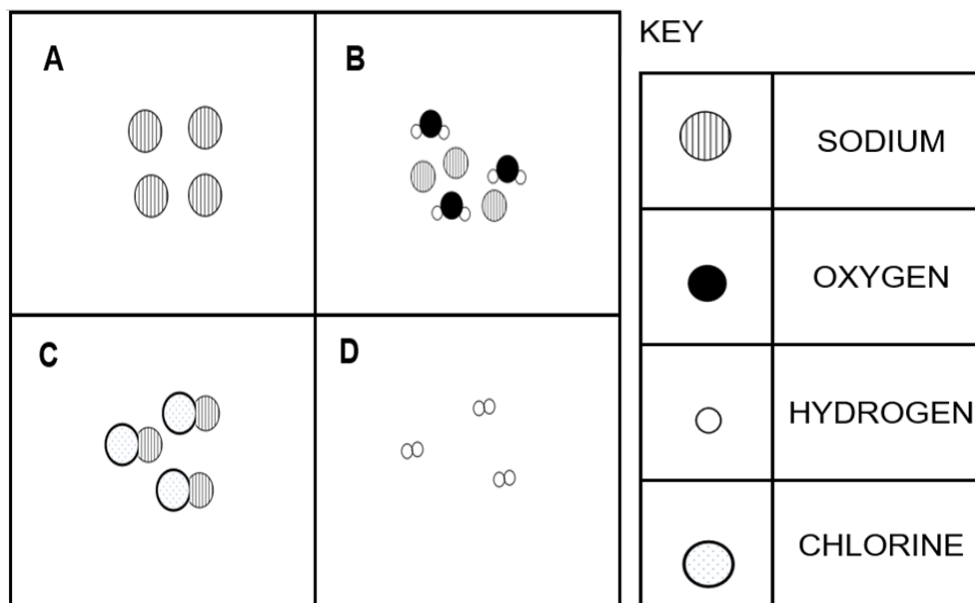 KEY
A
B
SODIUM
OXYGEN
C
D
HYDROGEN
CHLORINE